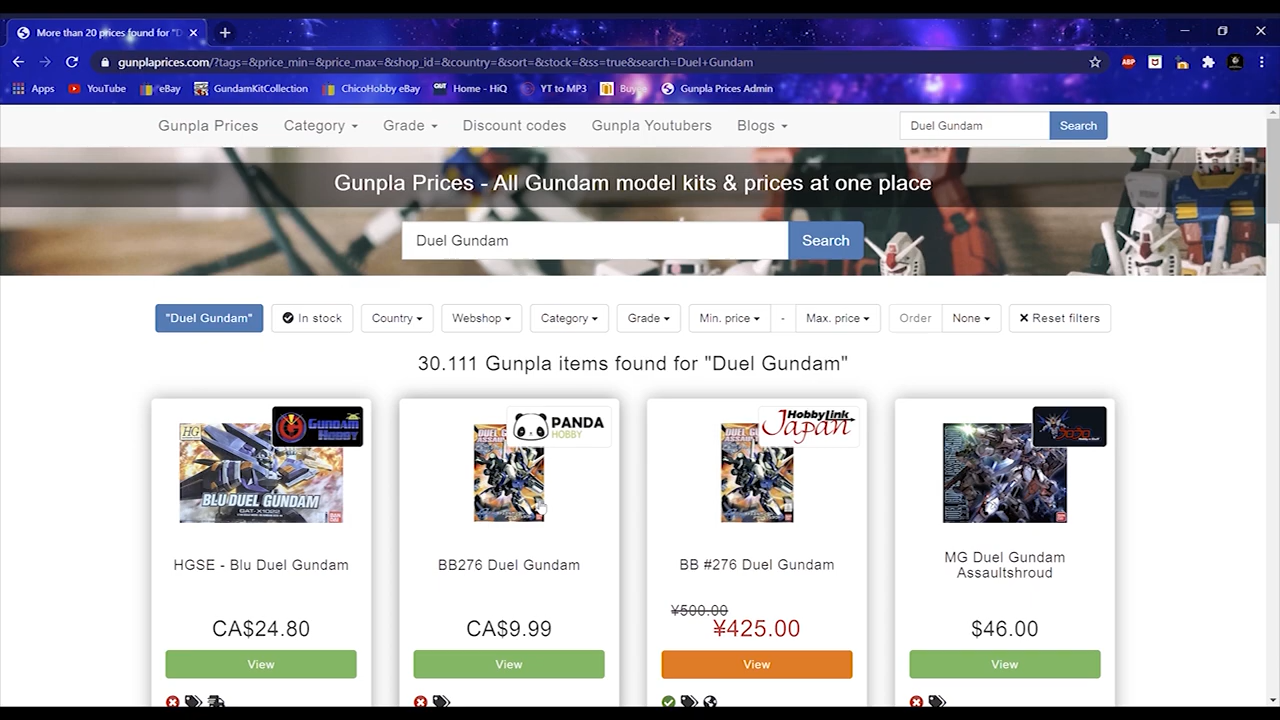 More than 20 prices found for "D
gunplaprices.com/?tags=&price_min=&price_max=&shop_id=&country=&sort=&stock=&ss=true&search=Duel+Gundam
ABP
Apps YouTube eBay GundamKitCollection ChicoHobby eBay Home - HiQ YT to MP3 Buyee Gunpla Prices Admin
Gunpla Prices Category Grade Discount codes Gunpla Youtubers Blogs Duel Gundam Search
Gunpla Prices - All Gundam model kits & prices at one place
Duel Gundam Search
"Duel Gundam" In stock Country Webshop Category Grade Min. price - Max. price Order None Reset filters
30.111 Gunpla items found for "Duel Gundam"
GUNDAM HOBBY
PANDA HOBBY
HobbyLink Japan
HG
BLU DUEL GUNDAM
GAT-X1022
HGSE - Blu Duel Gundam
BB276 Duel Gundam
BB #276 Duel Gundam
MG Duel Gundam
Assaultshroud
CA$24.80
CA$9.99
¥500.00
¥425.00
$46.00
View View View View